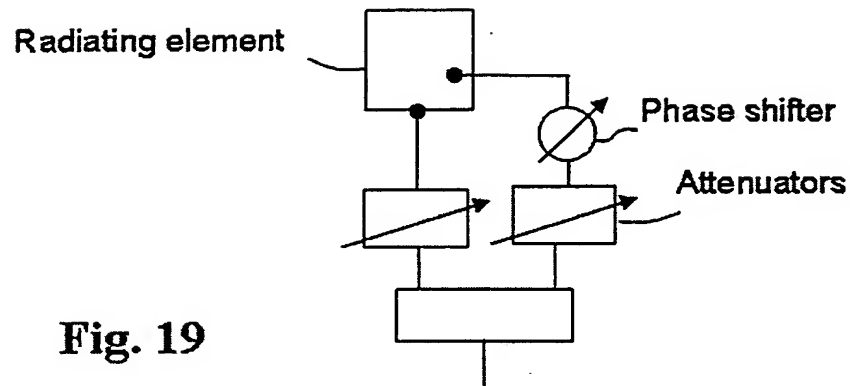 Radiating element
Phase shifter
Attenuators
Fig. 19